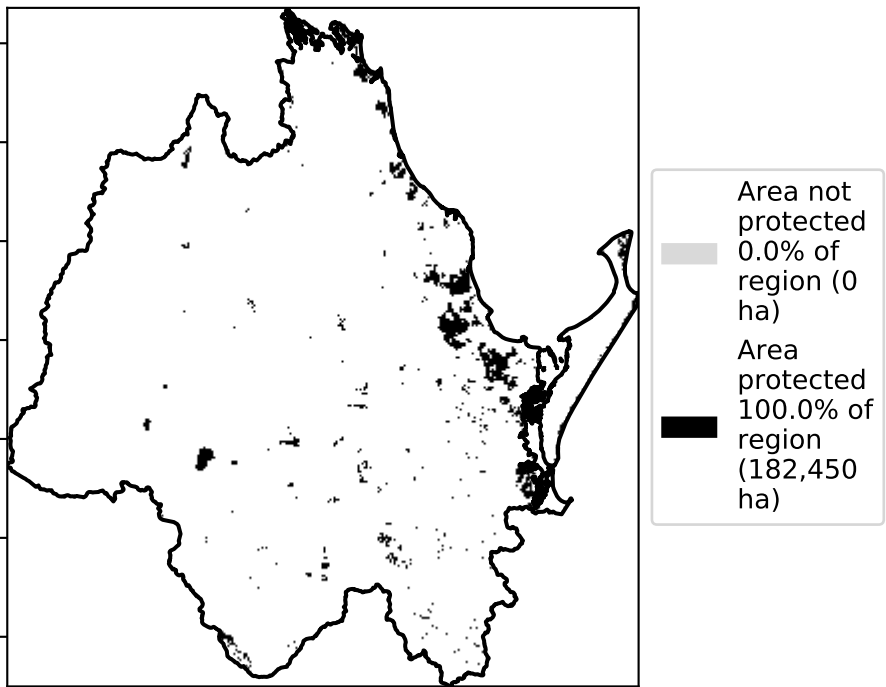 Area not
protected
0.0% of
region (0
ha)
Area
protected
100.0% of
region
(182,450
ha)